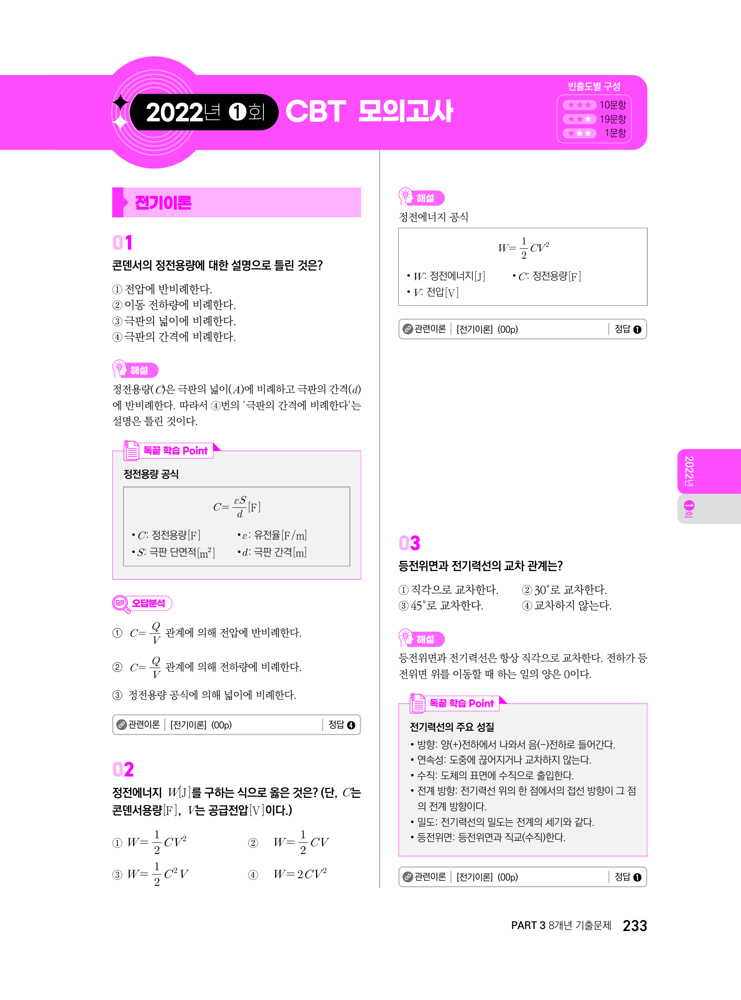 2022년 ❶회 CBT 모의고사
빈출도별 구성
★★★ 10문항
★★★ 19문항
★★★ 1문항
전기이론
01
콘덴서의 정전용량에 대한 설명으로 틀린 것은?
① 전압에 반비례한다.
② 이동 전하량에 비례한다.
③ 극판의 넓이에 비례한다.
④ 극판의 간격에 비례한다.
해설
정전용량(C)은 극판의 넓이(A)에 비례하고 극판의 간격(d)
에 반비례한다. 따라서 ④번의 '극판의 간격에 비례한다'는
설명은 틀린 것이다.
독끝 학습 Point
정전용량 공식
C= εS/d [F]
• C: 정전용량[F] • ε: 유전율[F/m]
• S: 극판 단면적[m²] • d: 극판 간격[m]
오답분석
① C= Q/V 관계에 의해 전압에 반비례한다.
② C= Q/V 관계에 의해 전하량에 비례한다.
③ 정전용량 공식에 의해 넓이에 비례한다.
관련이론 [전기이론] (00p) 정답 ❹
02
정전에너지 W[J]를 구하는 식으로 옳은 것은? (단, C는
콘덴서용량[F], V는 공급전압[V]이다.)
① W= 1/2 CV² ② W= 1/2 CV
③ W= 1/2 C²V ④ W= 2CV²
해설
정전에너지 공식
W= 1/2 CV²
• W: 정전에너지[J] • C: 정전용량[F]
• V: 전압[V]
관련이론 [전기이론] (00p) 정답 ❶
03
등전위면과 전기력선의 교차 관계는?
① 직각으로 교차한다. ② 30°로 교차한다.
③ 45°로 교차한다. ④ 교차하지 않는다.
해설
등전위면과 전기력선은 항상 직각으로 교차한다. 전하가 등
전위면 위를 이동할 때 하는 일의 양은 0이다.
독끝 학습 Point
전기력선의 주요 성질
• 방향: 양(+)전하에서 나와서 음(-)전하로 들어간다.
• 연속성: 도중에 끊어지거나 교차하지 않는다.
• 수직: 도체의 표면에 수직으로 출입한다.
• 전계 방향: 전기력선 위의 한 점에서의 접선 방향이 그 점
의 전계 방향이다.
• 밀도: 전기력선의 밀도는 전계의 세기와 같다.
• 등전위면: 등전위면과 직교(수직)한다.
관련이론 [전기이론] (00p) 정답 ❶
2022년
❶회
PART 3 8개년 기출문제 233